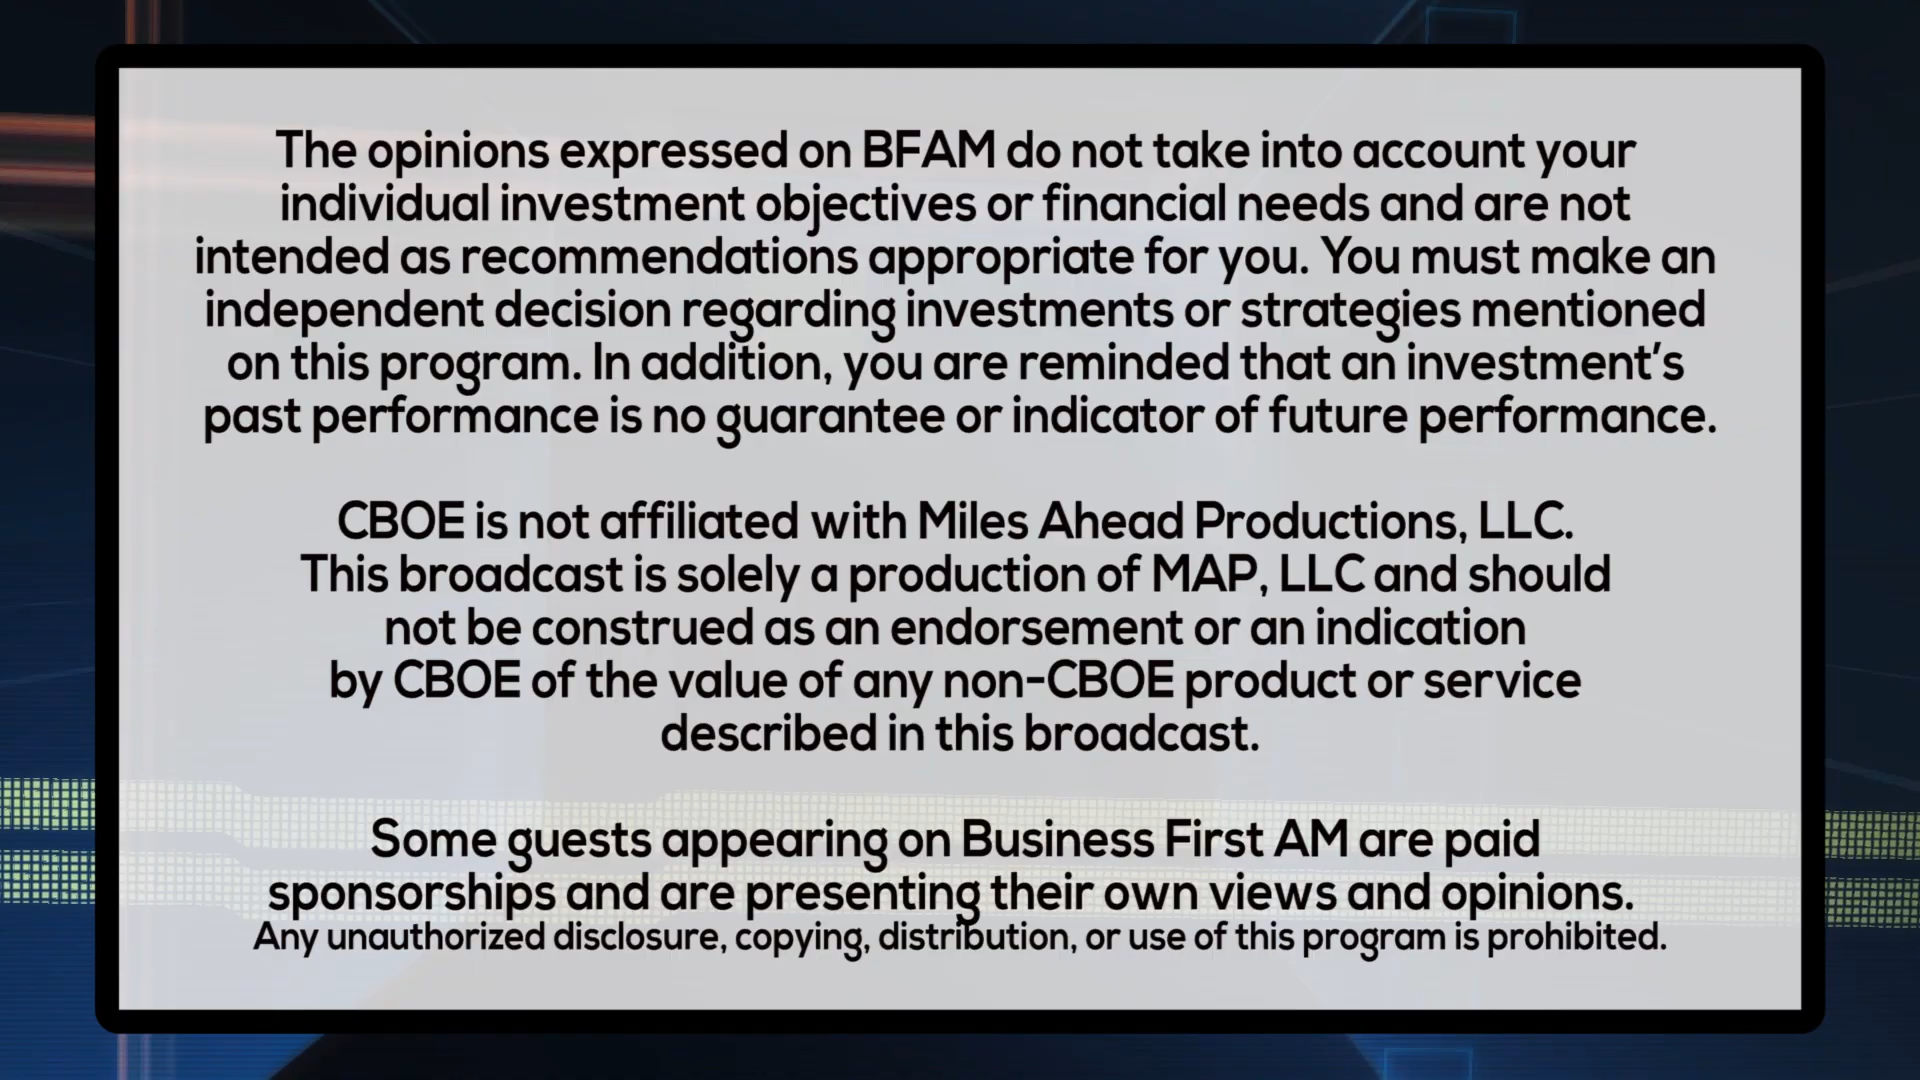 The opinions expressed on BFAM do not take into account your
individual investment objectives or financial needs and are not
intended as recommendations appropriate for you. You must make an
independent decision regarding investments or strategies mentioned
on this program. In addition, you are reminded that an investment’s
past performance is no guarantee or indicator of future performance.
CBOE is not affiliated with Miles Ahead Productions, LLC.
This broadcast is solely a production of MAP, LLC and should
not be construed as an endorsement or an indication
by CBOE of the value of any non-CBOE product or service
described in this broadcast.
Some guests appearing on Business First AM are paid
sponsorships and are presenting their own views and opinions.
Any unauthorized disclosure, copying, distribution, or use of this program is prohibited.